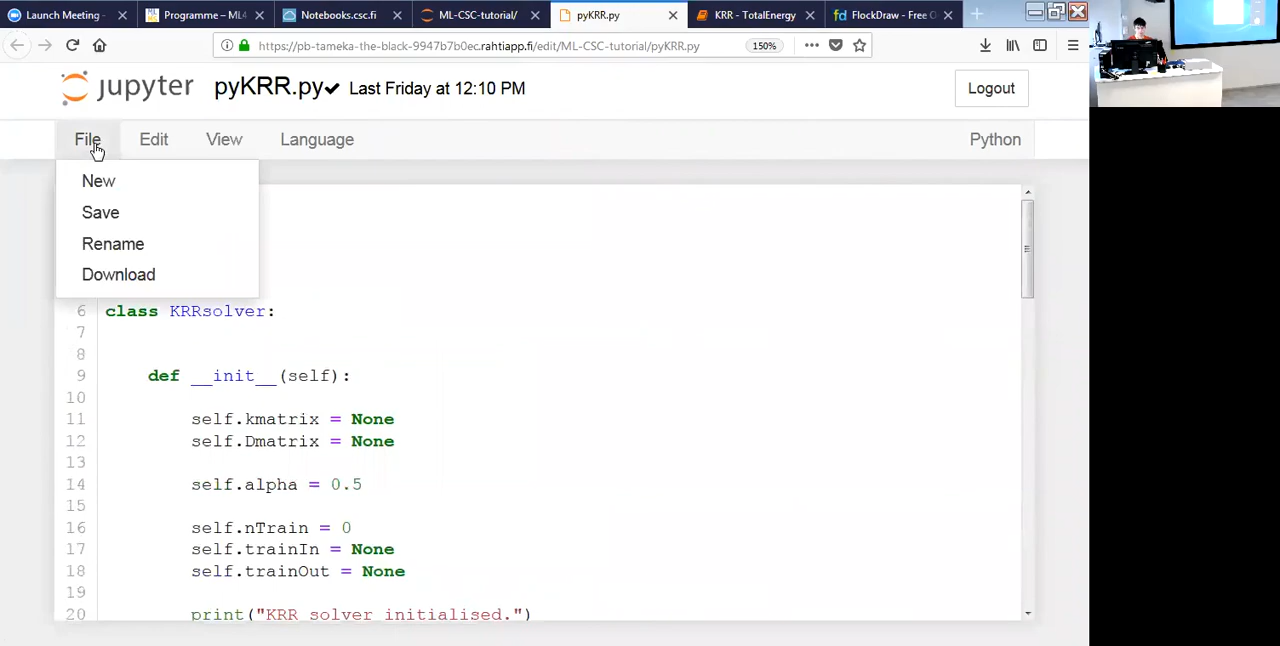 Launch Meeting -
Programme – ML4
Notebooks.csc.fi
ML-CSC-tutorial/
pyKRR.py
KRR - TotalEnergy
FlockDraw - Free O
https://pb-tameka-the-black-9947b7b0ec.rahtiapp.fi/edit/ML-CSC-tutorial/pyKRR.py
150%
jupyter pyKRR.py Last Friday at 12:10 PM
Logout
File Edit View Language Python
New
Save
Rename
Download
6 class KRRsolver:
7
8
9 def __init__(self):
10
11 self.kmatrix = None
12 self.Dmatrix = None
13
14 self.alpha = 0.5
15
16 self.nTrain = 0
17 self.trainIn = None
18 self.trainOut = None
19
20 print("KRR solver initialised.")